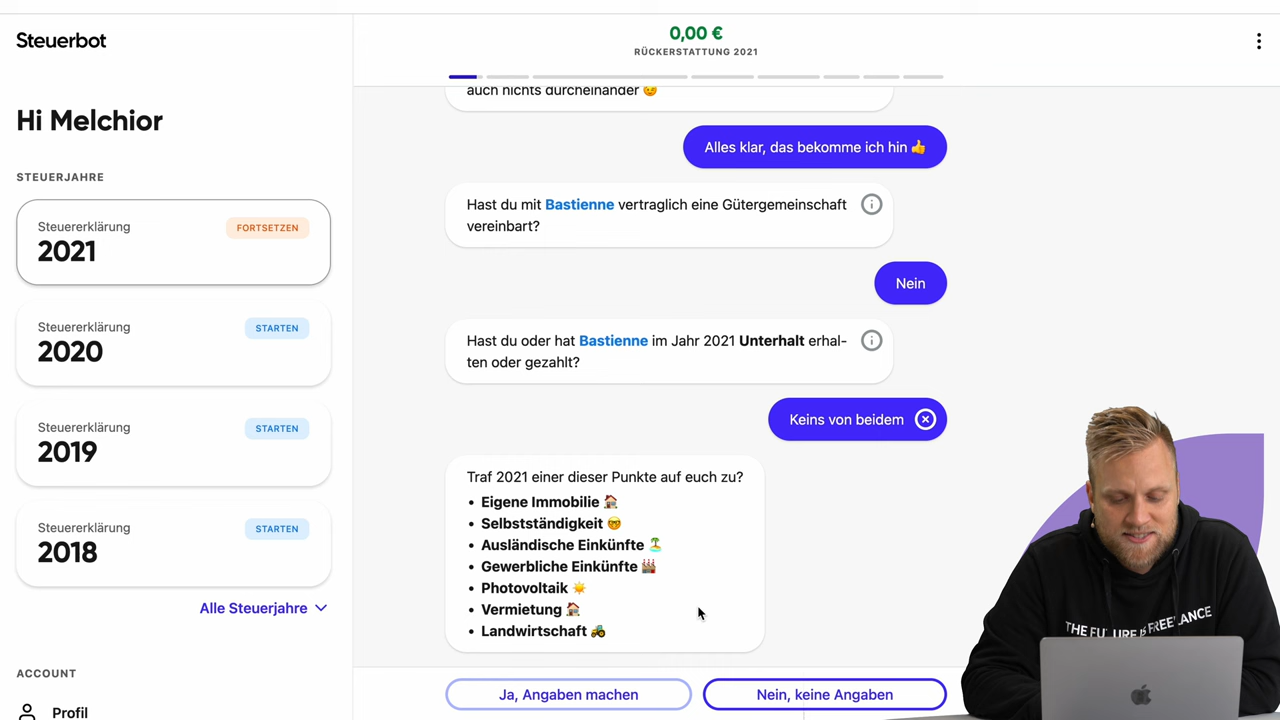 Steuerbot
Hi Melchior
STEUERJAHRE
Steuererklärung
2021
FORTSETZEN
Steuererklärung
2020
STARTEN
Steuererklärung
2019
STARTEN
Steuererklärung
2018
STARTEN
Alle Steuerjahre
ACCOUNT
Profil
0,00 €
RÜCKERSTATTUNG 2021
auch nichts durcheinander 😉
Alles klar, das bekomme ich hin 👍
Hast du mit Bastienne vertraglich eine Gütergemeinschaft
vereinbart?
Nein
Hast du oder hat Bastienne im Jahr 2021 Unterhalt erhal-
ten oder gezahlt?
Keins von beidem
Traf 2021 einer dieser Punkte auf euch zu?
• Eigene Immobilie 🏠
• Selbstständigkeit 🤓
• Ausländische Einkünfte 🏝️
• Gewerbliche Einkünfte 🏭
• Photovoltaik ☀️
• Vermietung 🏠
• Landwirtschaft 🚜
Ja, Angaben machen
Nein, keine Angaben
THE FUTURE IS FREELANCE